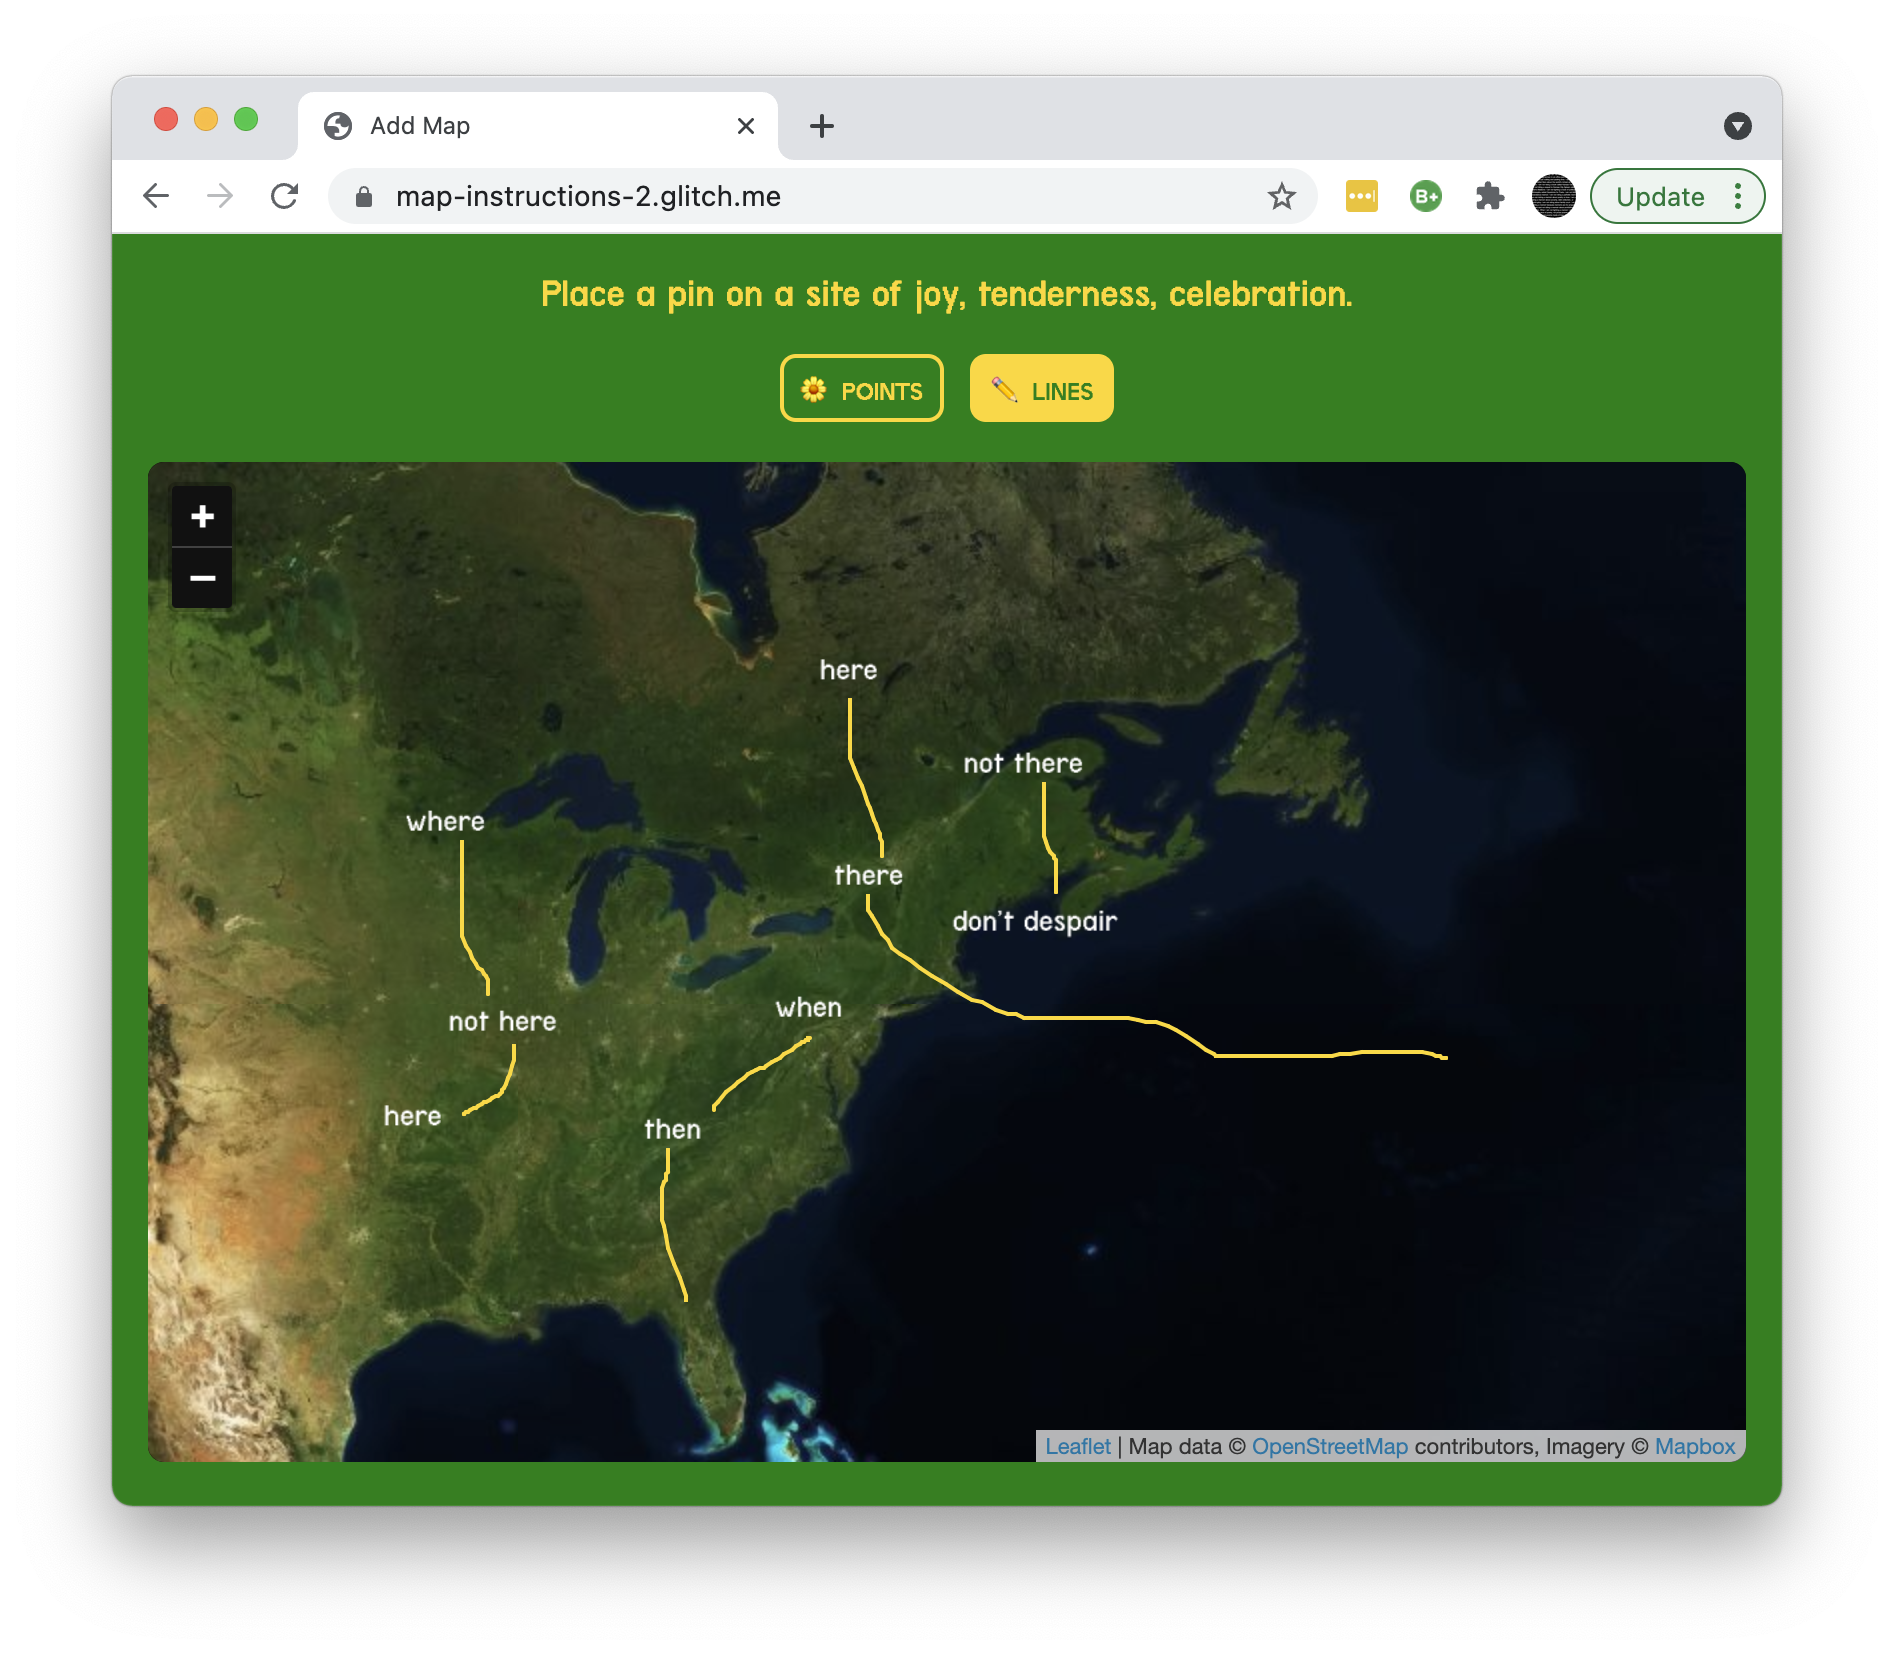 Add Map
map-instructions-2.glitch.me
B+
Update
Place a pin on a site of joy, tenderness, celebration.
POINTS
LINES
+
−
here
not there
where
there
don't despair
when
not here
here
then
Leaflet | Map data © OpenStreetMap contributors, Imagery © Mapbox